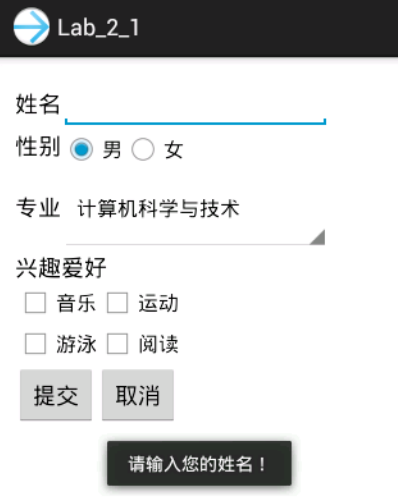 Lab_2_1
姓名
性别 男 女
专业 计算机科学与技术
兴趣爱好
音乐 运动
游泳 阅读
提交 取消
请输入您的姓名！